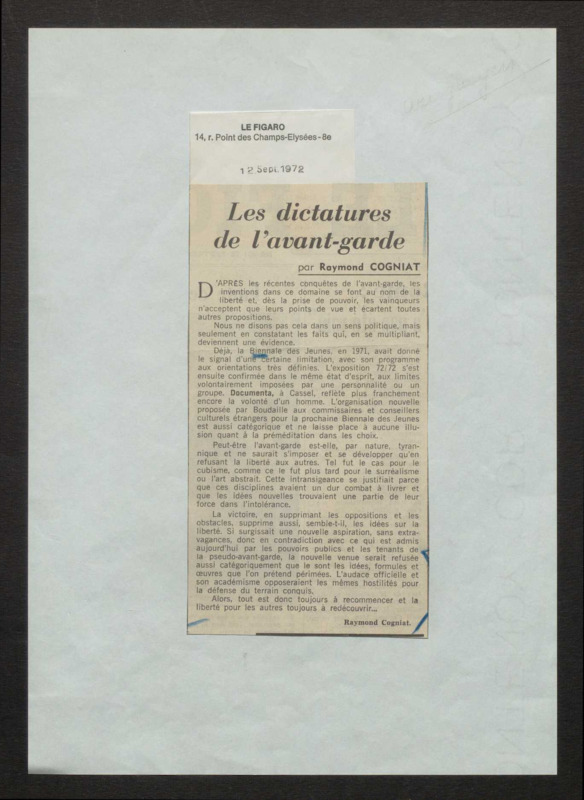 LE FIGARO
14, r. Point des Champs-Elysées-8e
12 Sept. 1972
Les dictatures
de l'avant-garde
par Raymond COGNIAT
D'APRÈS les récentes conquêtes de l'avant-garde, les
inventions dans ce domaine se font au nom de la
liberté et, dès la prise de pouvoir, les vainqueurs
n'acceptent que leurs points de vue et écartent toutes
autres propositions.
Nous ne disons pas cela dans un sens politique, mais
seulement en constatant les faits qui, en se multipliant,
deviennent une évidence.
Déjà, la Biennale des Jeunes, en 1971, avait donné
le signal d'une certaine limitation, avec son programme
aux orientations très définies. L'exposition 72/72 s'est
ensuite confirmée dans le même état d'esprit, aux limites
volontairement imposées par une personnalité ou un
groupe. Documenta, à Cassel, reflète plus franchement
encore la volonté d'un homme. L'organisation nouvelle
proposée par Boudaille aux commissaires et conseillers
culturels étrangers pour la prochaine Biennale des Jeunes
est aussi catégorique et ne laisse place à aucune illu-
sion quant à la préméditation dans les choix.
Peut-être l'avant-garde est-elle, par nature, tyran-
nique et ne saurait s'imposer et se développer qu'en
refusant la liberté aux autres. Tel fut le cas pour le
cubisme, comme ce le fut plus tard pour le surréalisme
ou l'art abstrait. Cette intransigeance se justifiait parce
que ces disciplines avaient un dur combat à livrer et
que les idées nouvelles trouvaient une partie de leur
force dans l'intolérance.
La victoire, en supprimant les oppositions et les
obstacles, supprime aussi, semble-t-il, les idées sur la
liberté. Si surgissait une nouvelle aspiration, sans extra-
vagances, donc en contradiction avec ce qui est admis
aujourd'hui par les pouvoirs publics et les tenants de
la pseudo-avant-garde, la nouvelle venue serait refusée
aussi catégoriquement que le sont les idées, formules et
œuvres que l'on prétend périmées. L'audace officielle et
son académisme opposeraient les mêmes hostilités pour
la défense du terrain conquis.
Alors, tout est donc toujours à recommencer et la
liberté pour les autres toujours à redécouvrir...
Raymond Cogniat.